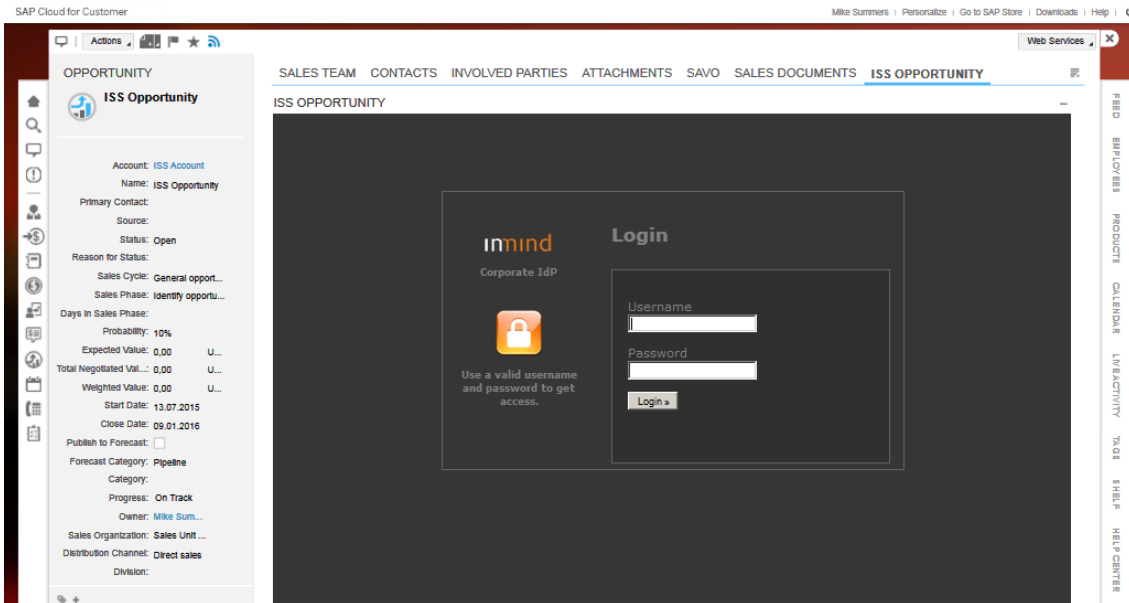 SAP Cloud for Customer
Mike Summers | Personalize | Go to SAP Store | Downloads | Help |
Actions
Web Services
OPPORTUNITY
ISS Opportunity
Account: ISS Account
Name: ISS Opportunity
Primary Contact:
Source:
Status: Open
Reason for Status:
Sales Cycle: General opport...
Sales Phase: Identify opportu...
Days in Sales Phase:
Probability: 10%
Expected Value: 0,00 U...
Total Negotiated Val...: 0,00 U...
Weighted Value: 0,00 U...
Start Date: 13.07.2015
Close Date: 09.01.2016
Publish to Forecast:
Forecast Category: Pipeline
Category:
Progress: On Track
Owner: Mike Sum...
Sales Organization: Sales Unit ...
Distribution Channel: Direct sales
Division:
SALES TEAM CONTACTS INVOLVED PARTIES ATTACHMENTS SAVO SALES DOCUMENTS ISS OPPORTUNITY
ISS OPPORTUNITY
inmind
Corporate IdP
Use a valid username
and password to get
access.
Login
Username
Password
Login »
FEED
EMPLOYEES
PRODUCTS
CALENDAR
LIVE ACTIVITY
TAGS
SHELF
HELP CENTER